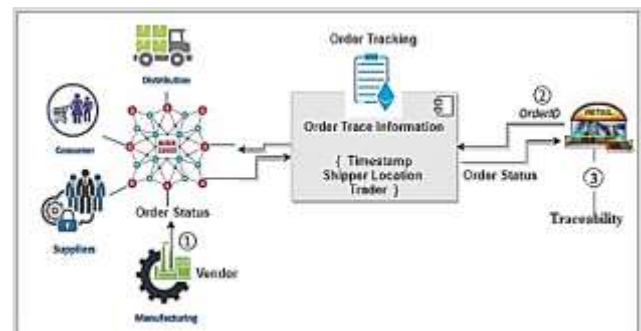 Order Tracking
Distribution
Consumer
Order Trace Information
{ Timestamp
Shipper Location
Trader }
② OrderID
RETAIL
Order Status
③
Traceability
Suppliers
Order Status
①
Vender
Manufacturing